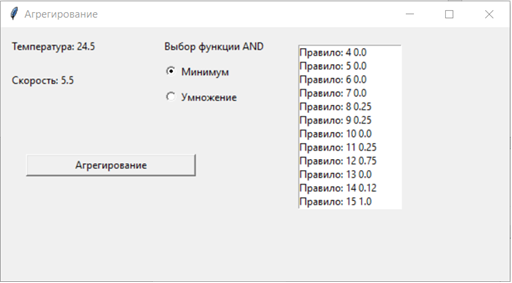 Агрегирование
Температура: 24.5
Скорость: 5.5
Агрегирование
Выбор функции AND
Минимум
Умножение
Правило: 4 0.0
Правило: 5 0.0
Правило: 6 0.0
Правило: 7 0.0
Правило: 8 0.25
Правило: 9 0.25
Правило: 10 0.0
Правило: 11 0.25
Правило: 12 0.75
Правило: 13 0.0
Правило: 14 0.12
Правило: 15 1.0